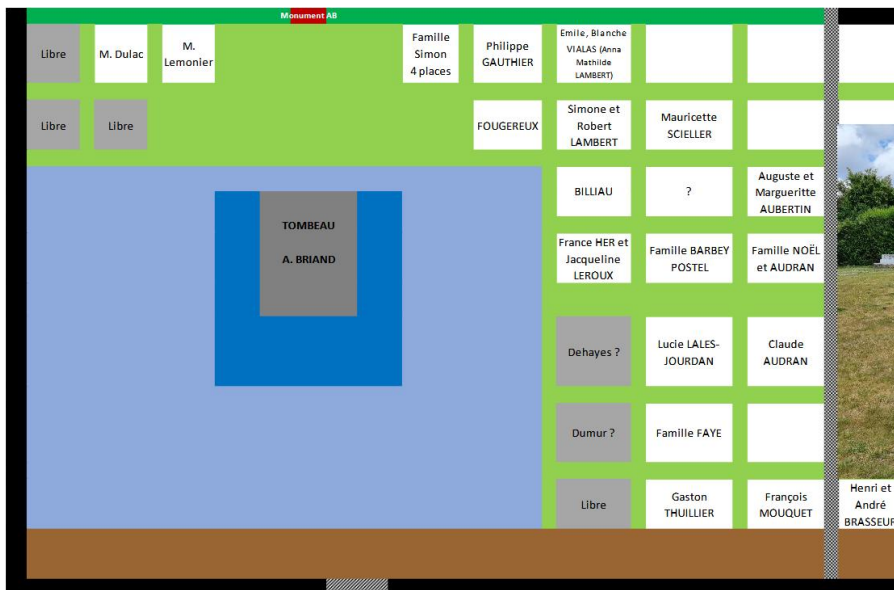 Monument AB
Libre
M. Dulac
M.
Lemonier
Famille
Simon
4 places
Philippe
GAUTHIER
Emile, Blanche
VIALAS (Anna
Mathilde
LAMBERT)
Libre
Libre
FOUGEREUX
Simone et
Robert
LAMBERT
Mauricette
SCIELLER
BILLIAU
?
Auguste et
Margueritte
AUBERTIN
TOMBEAU
A. BRIAND
France HER et
Jacqueline
LEROUX
Famille BARBEY
POSTEL
Famille NOËL
et AUDRAN
Dehayes ?
Lucie LALES-
JOURDAN
Claude
AUDRAN
Dumur ?
Famille FAYE
Libre
Gaston
THUILLIER
François
MOUQUET
Henri et
André
BRASSEUR